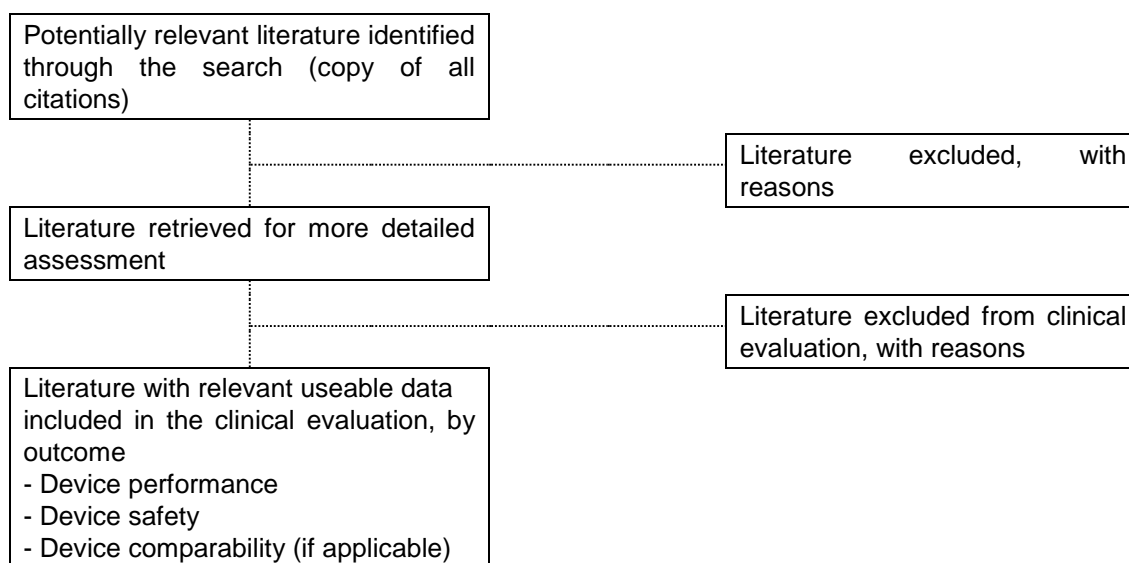 Potentially relevant literature identified
through the search (copy of all
citations)
Literature excluded, with
reasons
Literature retrieved for more detailed
assessment
Literature excluded from clinical
evaluation, with reasons
Literature with relevant useable data
included in the clinical evaluation, by
outcome
- Device performance
- Device safety
- Device comparability (if applicable)